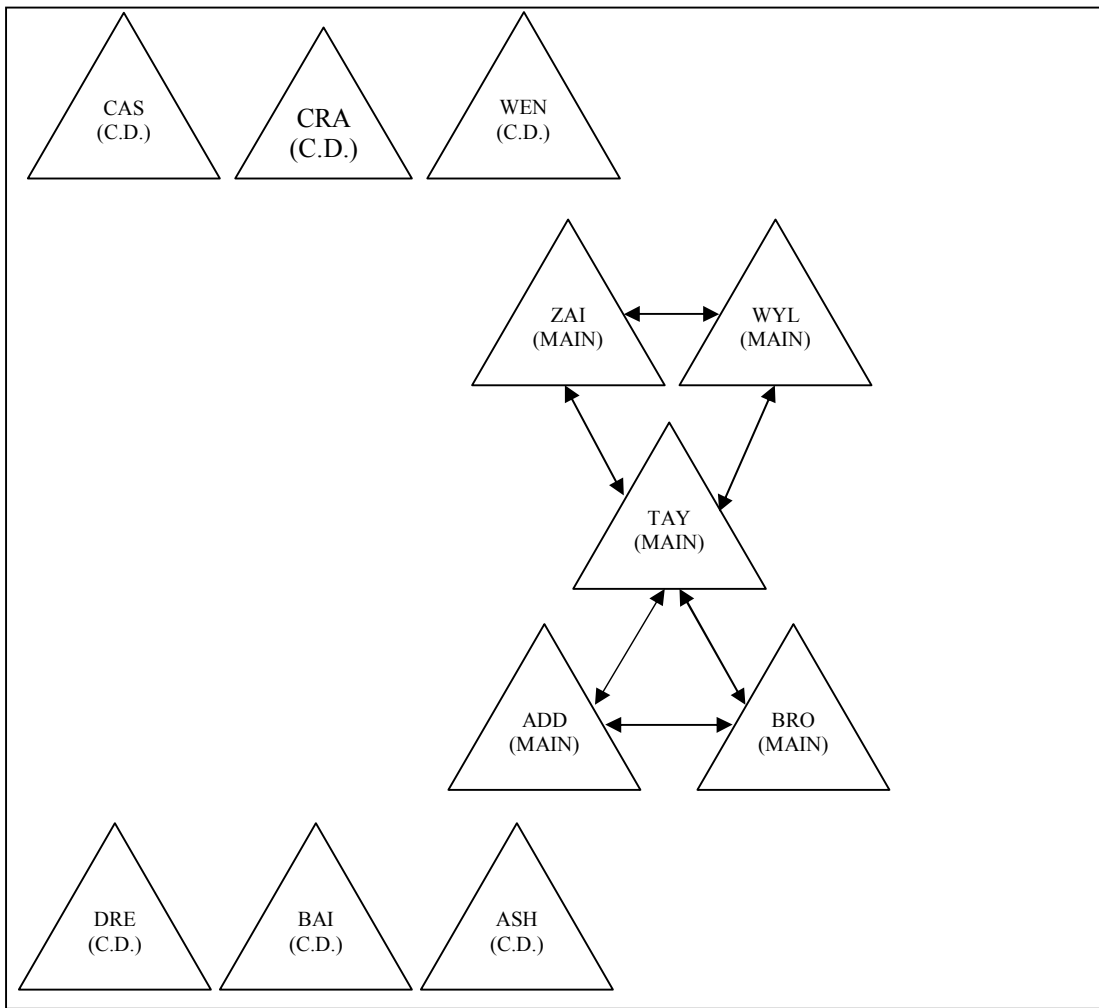 CAS
(C.D.)
CRA
(C.D.)
WEN
(C.D.)
ZAI
(MAIN)
WYL
(MAIN)
TAY
(MAIN)
ADD
(MAIN)
BRO
(MAIN)
DRE
(C.D.)
BAI
(C.D.)
ASH
(C.D.)